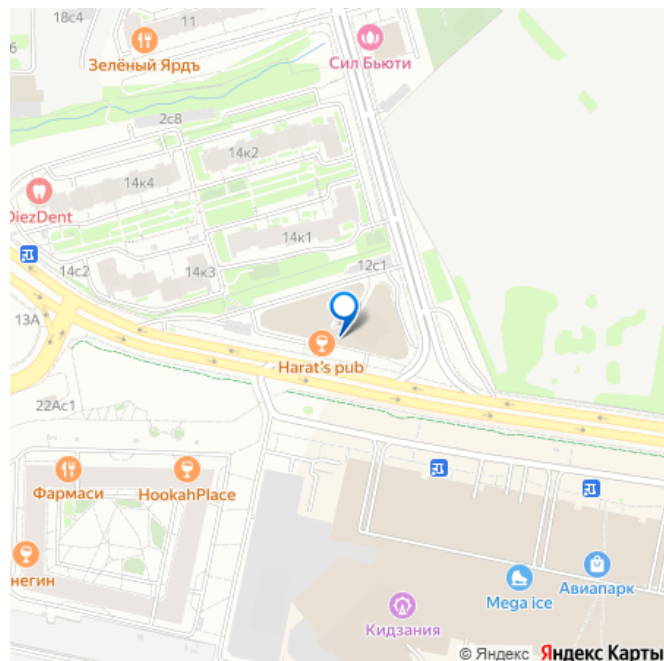 18с4
11
6
Зелёный Ярдъ
Сил Бьюти
2с8
14к2
14к4
DiezDent
14к1
14с2
14к3
12с1
13А
Harat's pub
22Ас1
Фармаси
HookahPlace
негин
Mega ice
Авиапарк
Кидзания
© Яндекс Яндекс Карты